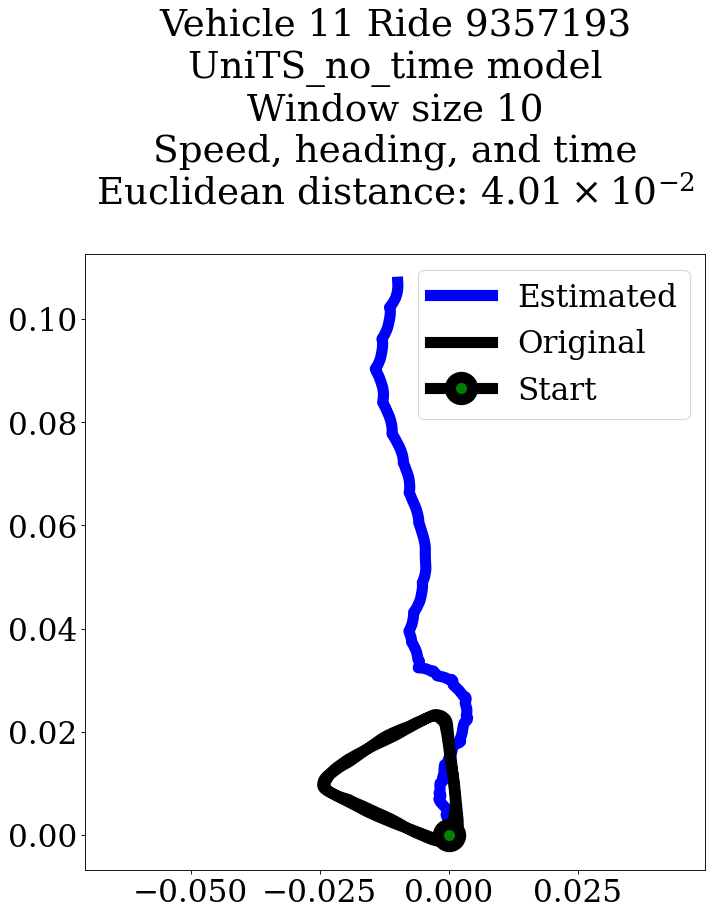 Vehicle 11 Ride 9357193
UniTS_no_time model
Window size 10
Speed, heading, and time
Euclidean distance: 4.01 × 10⁻²
Estimated
Original
Start
0.10
0.08
0.06
0.04
0.02
0.00
−0.050 −0.025 0.000 0.025